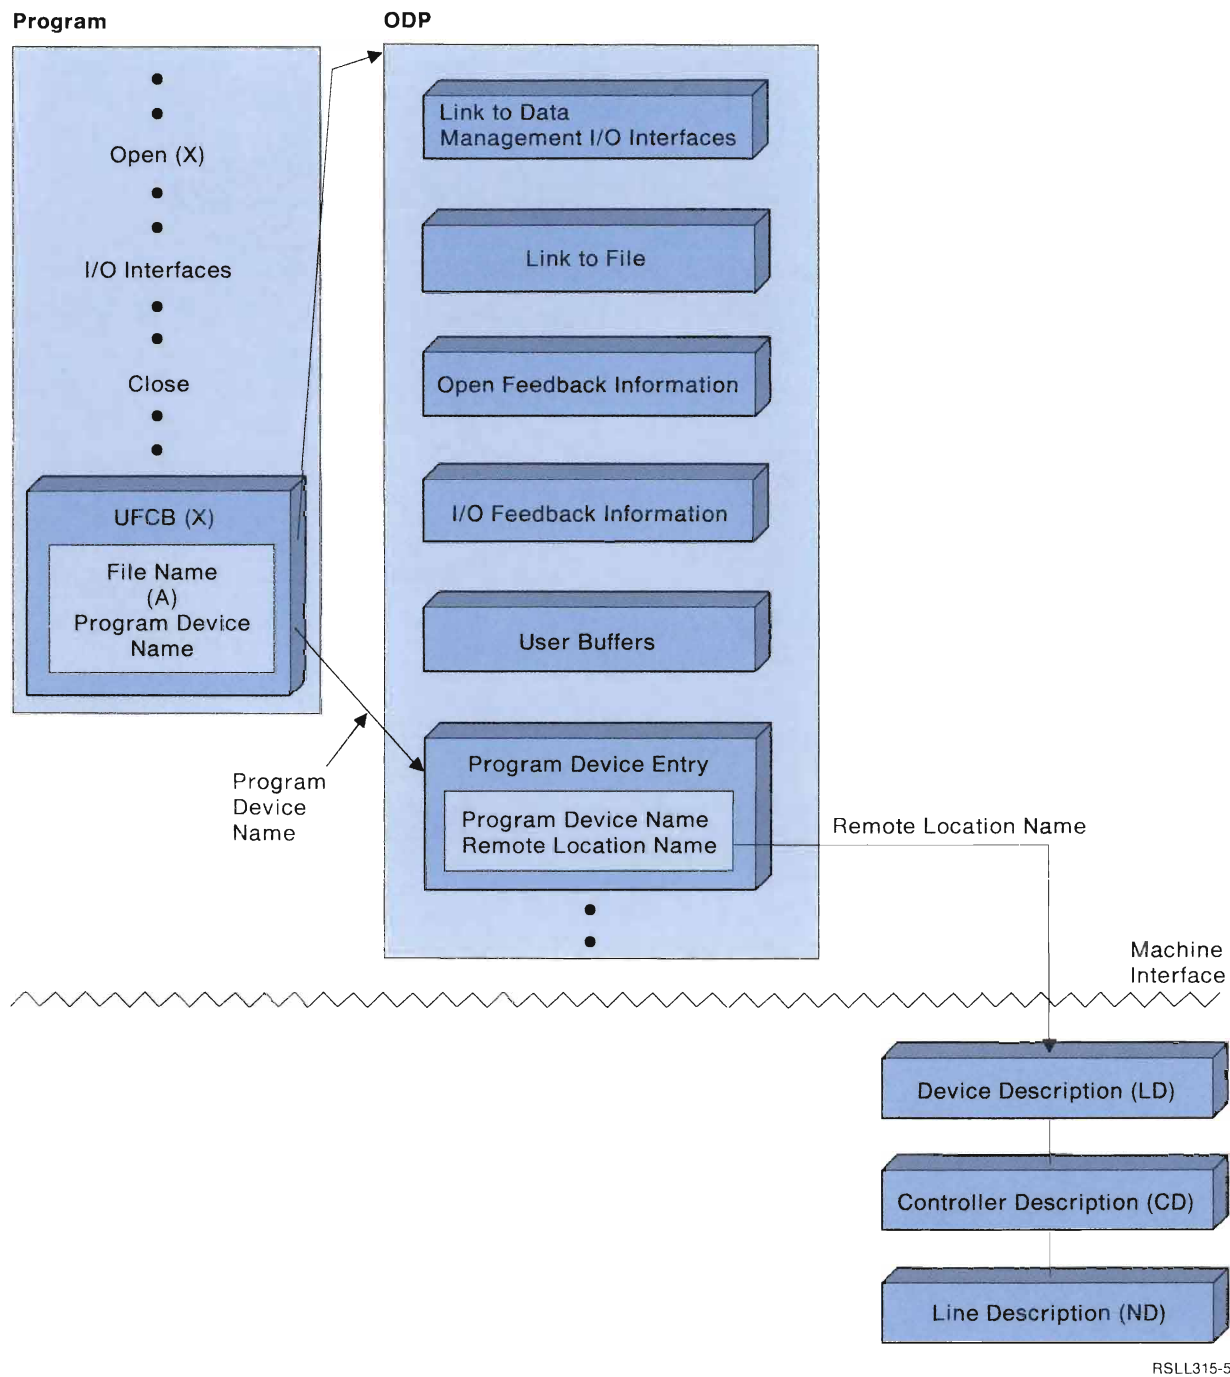 Program
Open (X)
I/O Interfaces
Close
UFCB (X)
File Name
(A)
Program Device
Name
Program
Device
Name
ODP
Link to Data
Management I/O Interfaces
Link to File
Open Feedback Information
I/O Feedback Information
User Buffers
Program Device Entry
Program Device Name
Remote Location Name
Remote Location Name
Machine
Interface
Device Description (LD)
Controller Description (CD)
Line Description (ND)
RSLL315-5